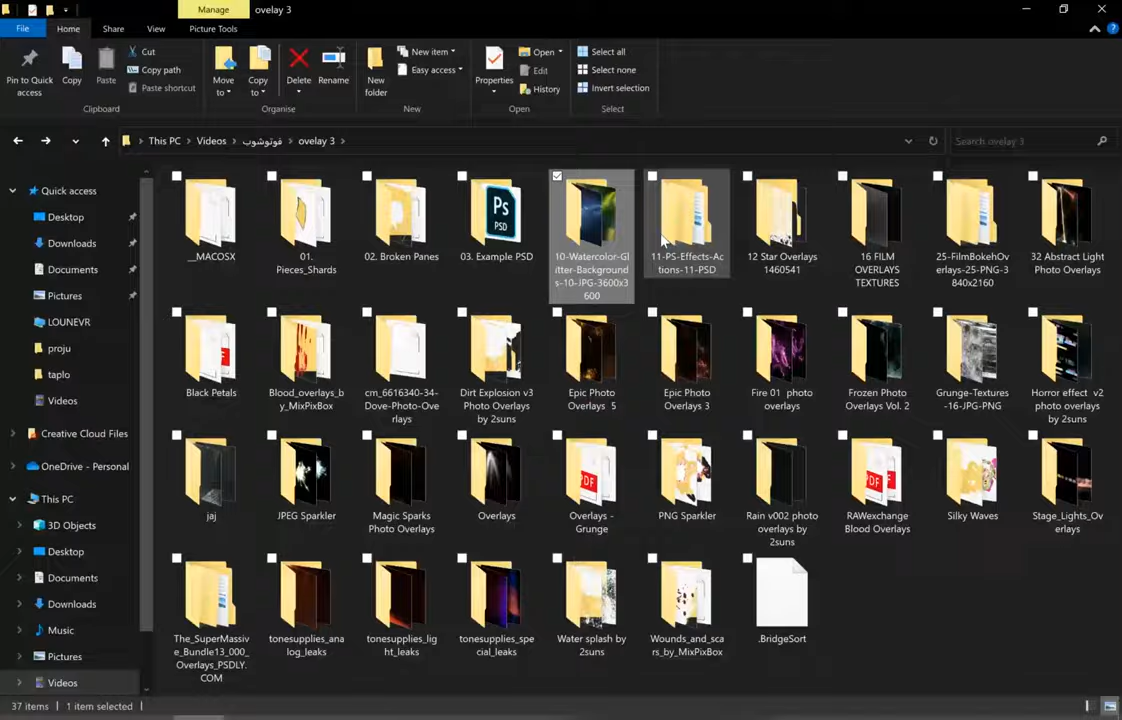 Manage
ovelay 3
File
Home
Share
View
Picture Tools
Pin to Quick
access
Copy
Paste
Cut
Copy path
Paste shortcut
Clipboard
Move
to
Copy
to
Delete
Rename
Organise
New
folder
New item
Easy access
New
Properties
Open
Edit
History
Open
Select all
Select none
Invert selection
Select
This PC
Videos
فوتوشوب
ovelay 3
Search ovelay 3
Quick access
Desktop
Downloads
Documents
Pictures
LOUNEVR
proju
taplo
Videos
Creative Cloud Files
OneDrive - Personal
This PC
3D Objects
Desktop
Documents
Downloads
Music
Pictures
Videos
__MACOSX
01.
Pieces_Shards
02. Broken Panes
Ps
PSD
03. Example PSD
10-Watercolor-Gl
itter-Background
s-10-JPG-3600x3
600
11-PS-Effects-Ac
tions-11-PSD
12 Star Overlays
1460541
16 FILM
OVERLAYS
TEXTURES
25-FilmBokehOv
erlays-25-PNG-3
840x2160
32 Abstract Light
Photo Overlays
PDF
Black Petals
Blood_overlays_b
y_MixPixBox
cm_6616340-34-
Dove-Photo-Ove
rlays
Dirt Explosion v3
Photo Overlays
by 2suns
Epic Photo
Overlays 5
Epic Photo
Overlays 3
Fire 01 photo
overlays
Frozen Photo
Overlays Vol. 2
Grunge-Textures
-16-JPG-PNG
Horror effect v2
photo overlays
by 2suns
jaj
JPEG Sparkler
Magic Sparks
Photo Overlays
Overlays
PDF
Overlays -
Grunge
PNG Sparkler
Rain v002 photo
overlays by
2suns
PDF
RAWexchange
Blood Overlays
Silky Waves
Stage_Lights_Ov
erlays
The_SuperMassiv
e_Bundle13_000_
Overlays_PSDLY.
COM
tonesupplies_ana
log_leaks
tonesupplies_lig
ht_leaks
tonesupplies_spe
cial_leaks
Water splash by
2suns
Wounds_and_sca
rs_by_MixPixBox
.BridgeSort
37 items
1 item selected